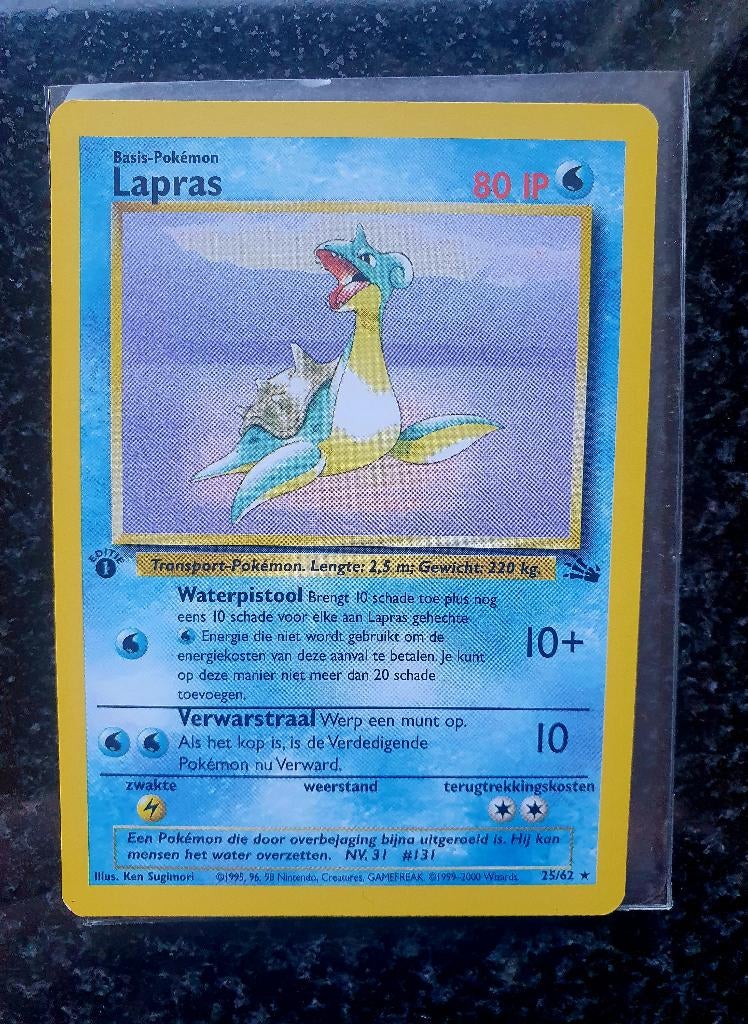 Basis-Pokémon
Lapras
80 IP
EDITIE
1
Transport-Pokémon. Lengte: 2,5 m; Gewicht: 220 kg.
Waterpistool Brengt 10 schade toe plus nog
eens 10 schade voor elke aan Lapras gehechte
Energie die niet wordt gebruikt om de
energiekosten van deze aanval te betalen. Je kunt
op deze manier niet meer dan 20 schade
toevoegen.
10+
Verwarstraal Werp een munt op.
Als het kop is, is de Verdedigende
Pokémon nu Verward.
10
zwakte weerstand terugtrekkingskosten
Een Pokémon die door overbejaging bijna uitgeroeid is. Hij kan
mensen het water overzetten. NV. 31 #131
Illus. Ken Sugimori ©1995, 96, 98 Nintendo, Creatures, GAMEFREAK. ©1999-2000 Wizards. 25/62 ★